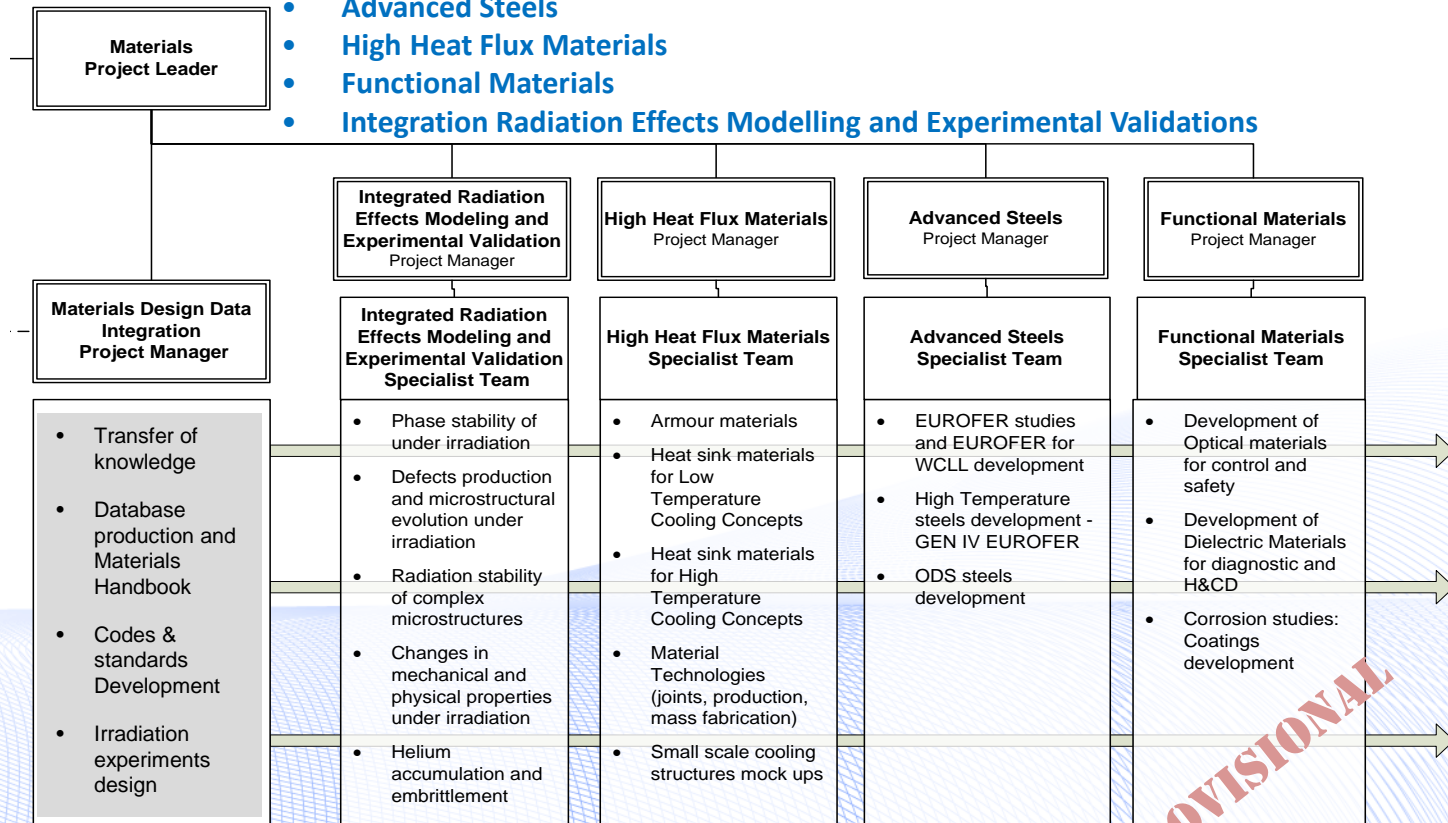 • Advanced Steels
• High Heat Flux Materials
• Functional Materials
• Integration Radiation Effects Modelling and Experimental Validations
Materials
Project Leader
Integrated Radiation
Effects Modeling and
Experimental Validation
Project Manager
High Heat Flux Materials
Project Manager
Advanced Steels
Project Manager
Functional Materials
Project Manager
Materials Design Data
Integration
Project Manager
Integrated Radiation
Effects Modeling and
Experimental Validation
Specialist Team
High Heat Flux Materials
Specialist Team
Advanced Steels
Specialist Team
Functional Materials
Specialist Team
• Transfer of
knowledge
• Database
production and
Materials
Handbook
• Codes &
standards
Development
• Irradiation
experiments
design
• Phase stability of
under irradiation
• Defects production
and microstructural
evolution under
irradiation
• Radiation stability
of complex
microstructures
• Changes in
mechanical and
physical properties
under irradiation
• Helium
accumulation and
embrittlement
• Armour materials
• Heat sink materials
for Low
Temperature
Cooling Concepts
• Heat sink materials
for High
Temperature
Cooling Concepts
• Material
Technologies
(joints, production,
mass fabrication)
• Small scale cooling
structures mock ups
• EUROFER studies
and EUROFER for
WCLL development
• High Temperature
steels development -
GEN IV EUROFER
• ODS steels
development
• Development of
Optical materials
for control and
safety
• Development of
Dielectric Materials
for diagnostic and
H&CD
• Corrosion studies:
Coatings
development
OVISIONAL